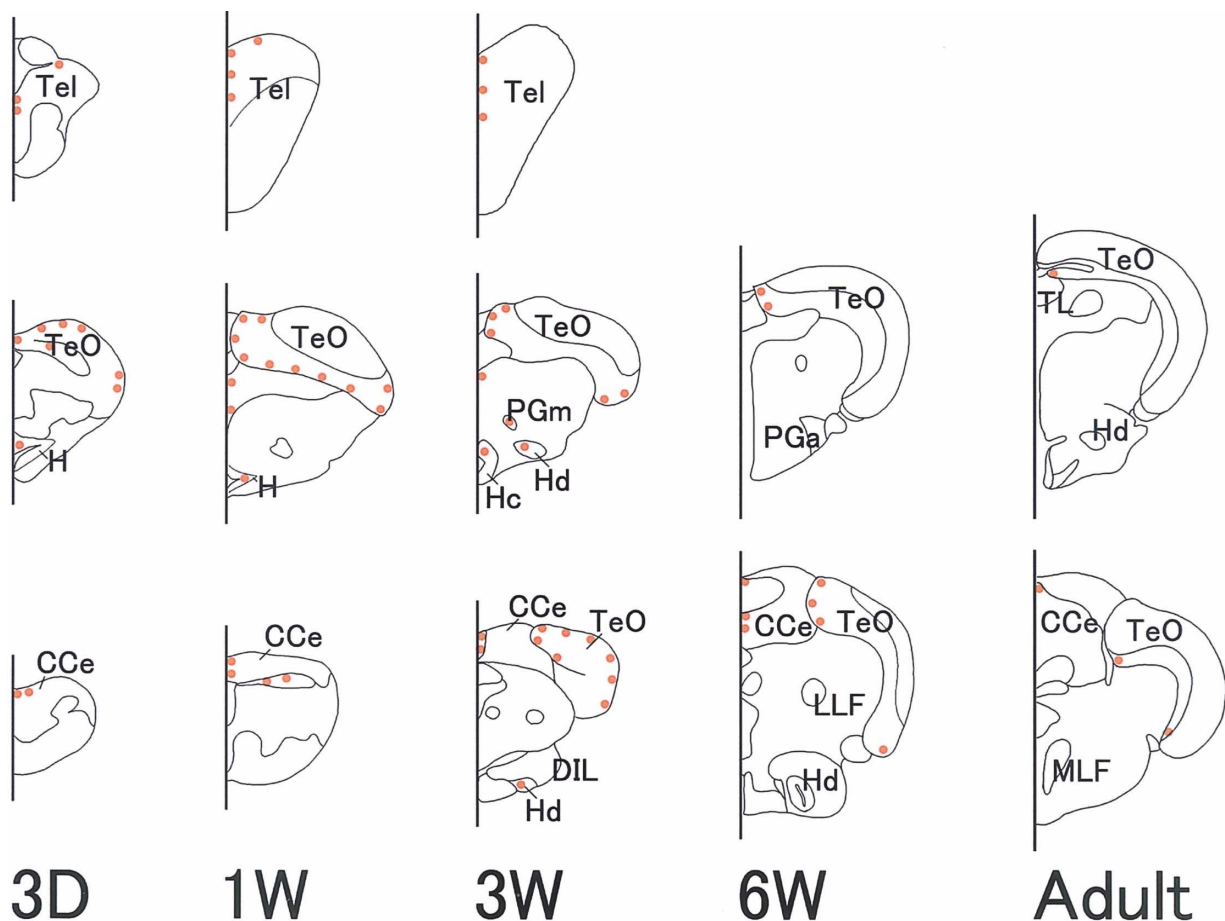 Tel
Tel
Tel
TeO
H
TeO
H
TeO
PGm
Hd
Hc
TeO
PGa
TeO
TL
Hd
CCe
CCe
CCe
TeO
DIL
Hd
CCe
TeO
LLF
Hd
CCe
TeO
MLF
3D
1W
3W
6W
Adult